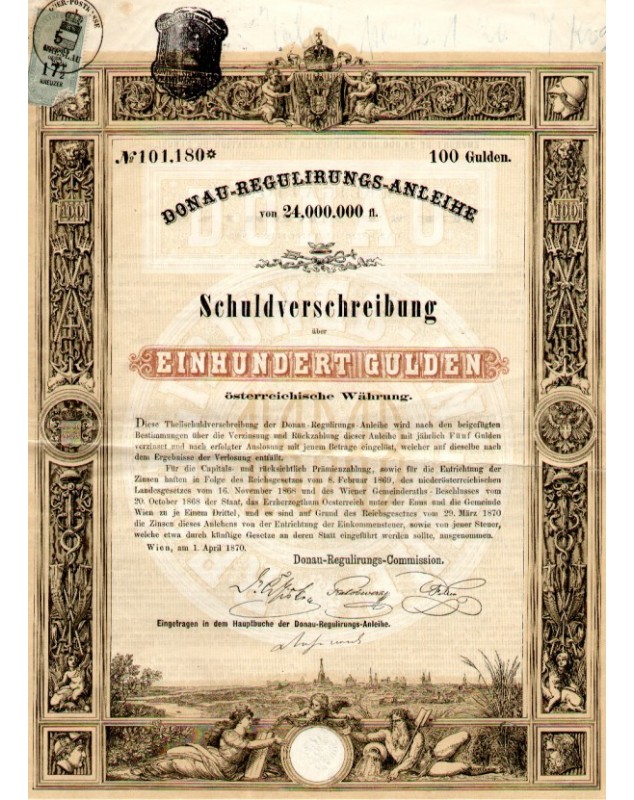 5
17½
KREUZER
№ 101.180*
100 Gulden.
DONAU-REGULIRUNGS-ANLEIHE
von 24,000.000 fl.
DONAU
Schuldverschreibung
über
EINHUNDERT GULDEN
österreichische Währung.
Diese Theilschuldverschreibung der Donau-Regulirungs-Anleihe wird nach den beigefügten
Bestimmungen über die Verzinsung und Rückzahlung dieser Anleihe mit jährlich Fünf Gulden
verzinset und nach erfolgter Auslosung mit jenem Betrage eingelöst, welcher auf dieselbe nach
dem Ergebnisse der Verlosung entfällt.
Für die Capitals- und rücksichtlich Prämienzahlung, sowie für die Entrichtung der
Zinsen haften in Folge des Reichsgesetzes vom 8. Februar 1869, des niederösterreichischen
Landesgesetzes vom 16. November 1868 und des Wiener Gemeinderaths-Beschlusses vom
20. October 1868 der Staat, das Erzherzogthum Oesterreich unter der Enns und die Gemeinde
Wien zu je Einem Drittel, und es sind auf Grund des Reichsgesetzes vom 29. März 1870
die Zinsen dieses Anlehens von der Entrichtung der Einkommensteuer, sowie von jener Steuer,
welche etwa durch künftige Gesetze an deren Statt eingeführt werden sollte, ausgenommen.
Wien, am 1. April 1870.
Donau-Regulirungs-Commission.
Eingetragen in dem Hauptbuche der Donau-Regulirungs-Anleihe.